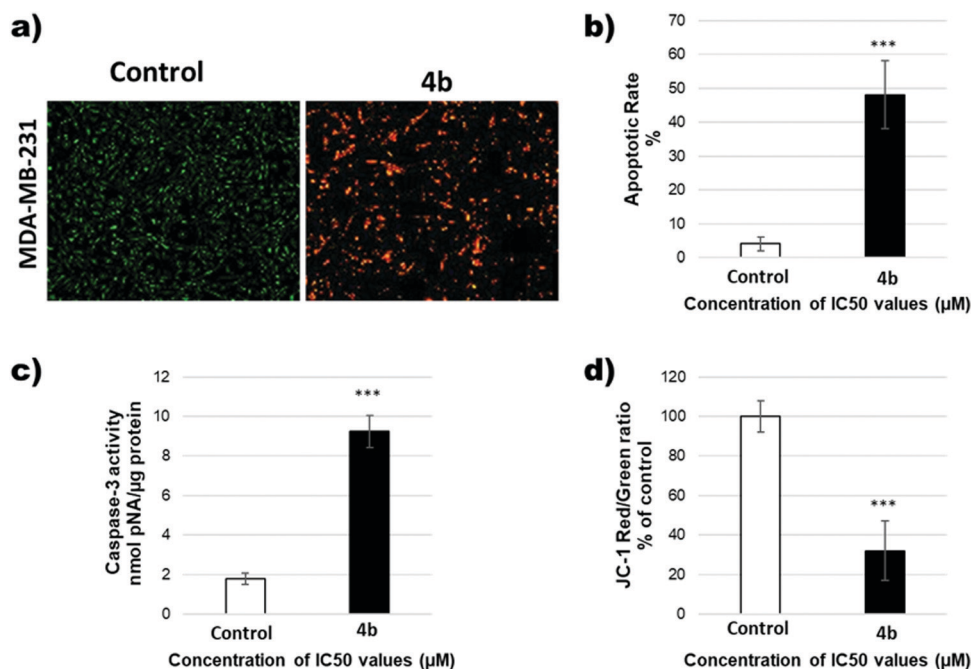 a)
Control
4b
MDA-MB-231
b)
Apoptotic Rate
%
70
60
50
40
30
20
10
0
***
Control
4b
Concentration of IC50 values (µM)
c)
Caspase-3 activity
nmol pNA/µg protein
12
10
8
6
4
2
0
***
Control
4b
Concentration of IC50 values (µM)
d)
JC-1 Red/Green ratio
% of control
120
100
80
60
40
20
0
***
Control
4b
Concentration of IC50 values (µM)